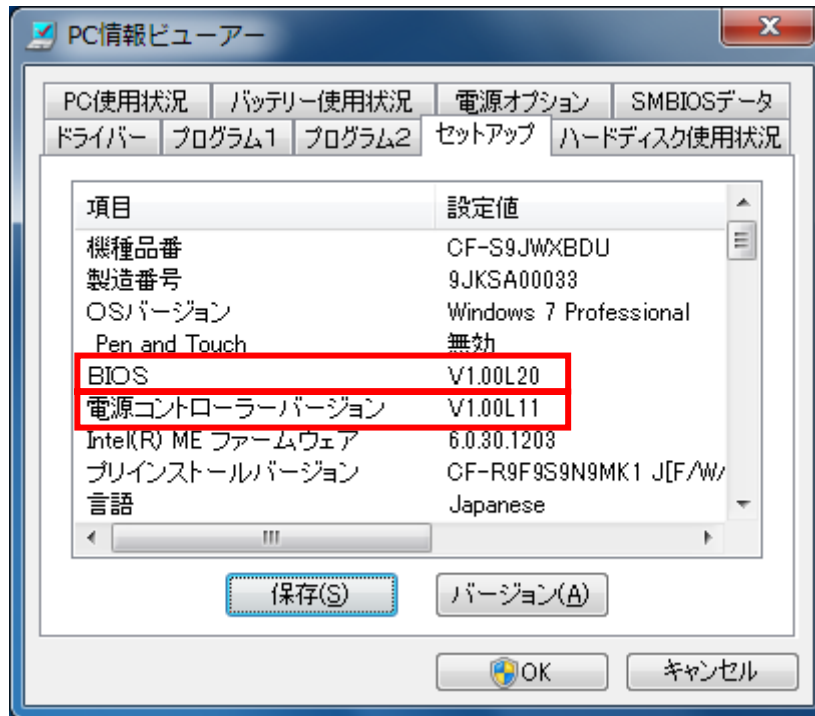 PC情報ビューアー
PC使用状況 バッテリー使用状況 電源オプション SMBIOSデータ
ドライバー プログラム1 プログラム2 セットアップ ハードディスク使用状況
項目 設定値
機種品番 CF-S9JWXBDU
製造番号 9JKSA00033
OSバージョン Windows 7 Professional
Pen and Touch 無効
BIOS V1.00L20
電源コントローラーバージョン V1.00L11
Intel(R) ME ファームウェア 6.0.30.1203
プリインストールバージョン CF-R9F9S9N9MK1 J[F/W/
言語 Japanese
保存(S) バージョン(A)
OK キャンセル